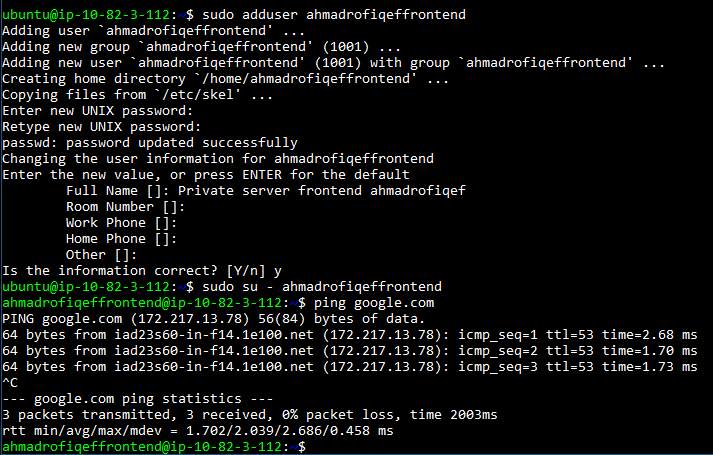 ubuntu@ip-10-82-3-112:~$ sudo adduser ahmadrofiqeffrontend
Adding user `ahmadrofiqeffrontend' ...
Adding new group `ahmadrofiqeffrontend' (1001) ...
Adding new user `ahmadrofiqeffrontend' (1001) with group `ahmadrofiqeffrontend' ...
Creating home directory `/home/ahmadrofiqeffrontend' ...
Copying files from `/etc/skel' ...
Enter new UNIX password:
Retype new UNIX password:
passwd: password updated successfully
Changing the user information for ahmadrofiqeffrontend
Enter the new value, or press ENTER for the default
        Full Name []: Private server frontend ahmadrofiqef
        Room Number []:
        Work Phone []:
        Home Phone []:
        Other []:
Is the information correct? [Y/n] y
ubuntu@ip-10-82-3-112:~$ sudo su - ahmadrofiqeffrontend
ahmadrofiqeffrontend@ip-10-82-3-112:~$ ping google.com
PING google.com (172.217.13.78) 56(84) bytes of data.
64 bytes from iad23s60-in-f14.1e100.net (172.217.13.78): icmp_seq=1 ttl=53 time=2.68 ms
64 bytes from iad23s60-in-f14.1e100.net (172.217.13.78): icmp_seq=2 ttl=53 time=1.70 ms
64 bytes from iad23s60-in-f14.1e100.net (172.217.13.78): icmp_seq=3 ttl=53 time=1.73 ms
^C
--- google.com ping statistics ---
3 packets transmitted, 3 received, 0% packet loss, time 2003ms
rtt min/avg/max/mdev = 1.702/2.039/2.686/0.458 ms
ahmadrofiqeffrontend@ip-10-82-3-112:~$